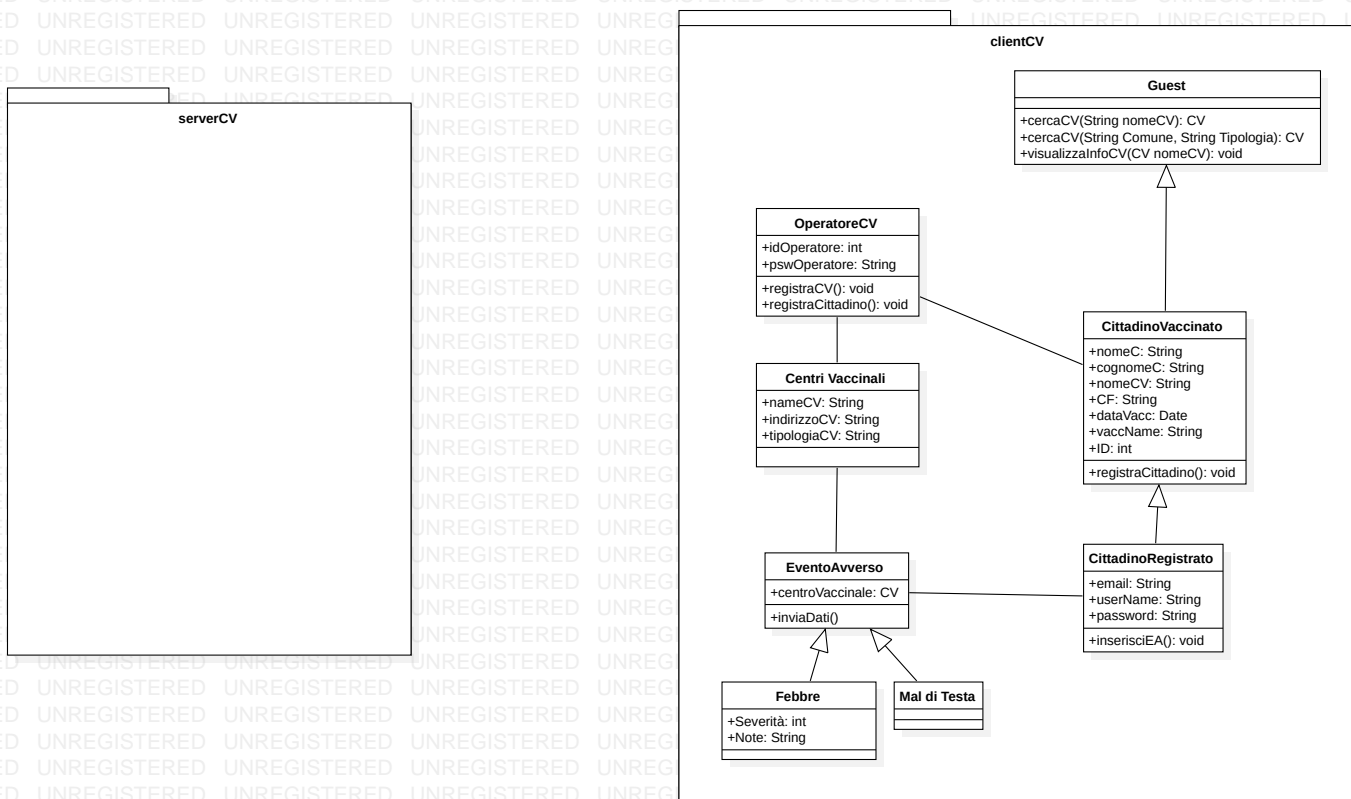 serverCV
clientCV
Guest
+cercaCV(String nomeCV): CV
+cercaCV(String Comune, String Tipologia): CV
+visualizzaInfoCV(CV nomeCV): void
OperatoreCV
+idOperatore: int
+pswOperatore: String
+registraCV(): void
+registraCittadino(): void
CittadinoVaccinato
+nomeC: String
+cognomeC: String
+nomeCV: String
+CF: String
+dataVacc: Date
+vaccName: String
+ID: int
+registraCittadino(): void
Centri Vaccinali
+nameCV: String
+indirizzoCV: String
+tipologiaCV: String
EventoAvverso
+centroVaccinale: CV
+inviaDati()
CittadinoRegistrato
+email: String
+userName: String
+password: String
+inserisciEA(): void
Febbre
+Severità: int
+Note: String
Mal di Testa
UNREGISTERED